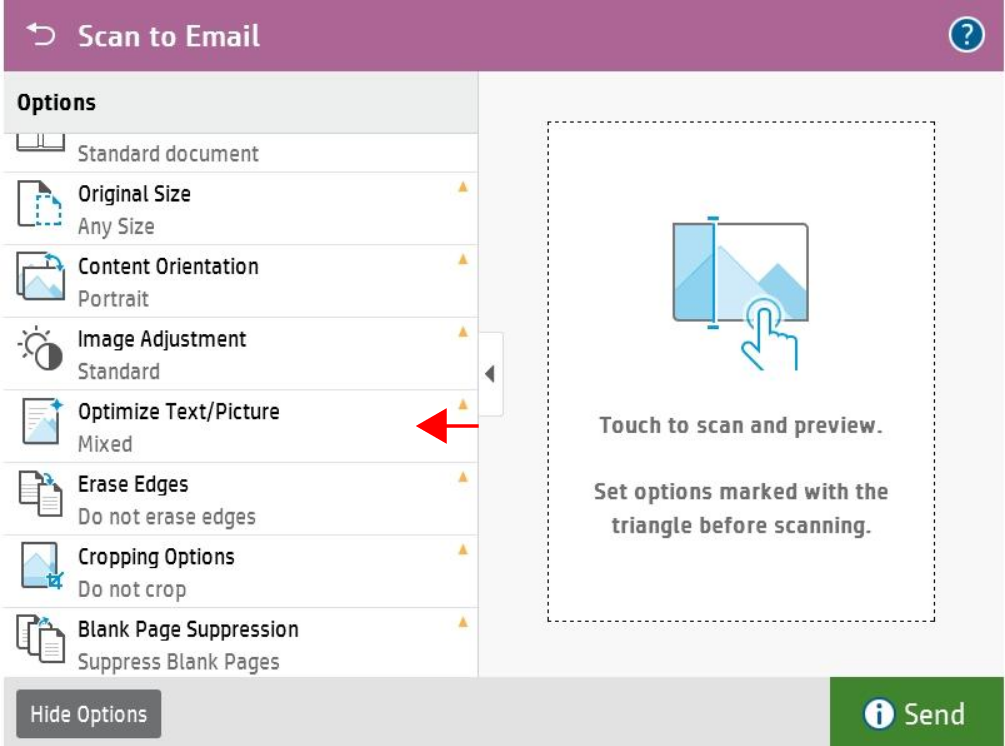 Scan to Email
?
Options
Standard document
Original Size
Any Size
Content Orientation
Portrait
Image Adjustment
Standard
Optimize Text/Picture
Mixed
Erase Edges
Do not erase edges
Cropping Options
Do not crop
Blank Page Suppression
Suppress Blank Pages
Touch to scan and preview.
Set options marked with the
triangle before scanning.
Hide Options
i Send